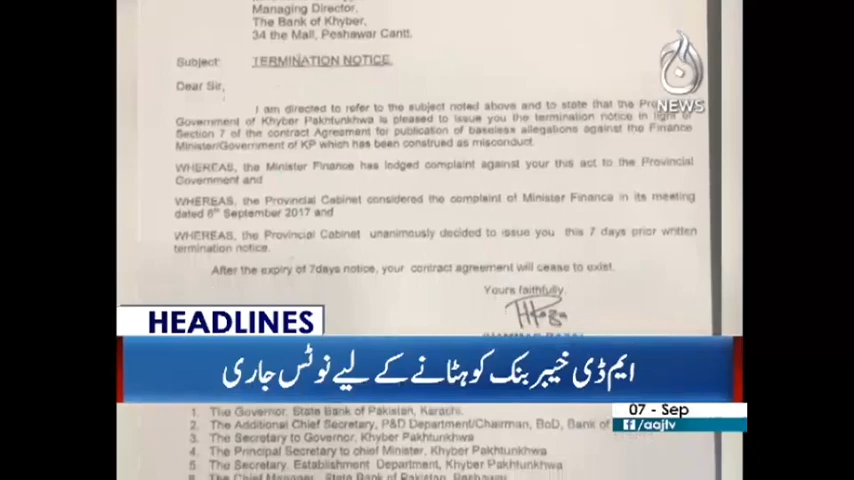 Managing Director,
The Bank of Khyber,
34 the Mall, Peshawar Cantt.
Subject: TERMINATION NOTICE.
Dear Sir,
I am directed to refer to the subject noted above and to state that the
Government of Khyber Pakhtunkhwa is pleased to issue you the termination notice in light of
Section 7 of the contract Agreement for publication of baseless allegations against the Finance
Minister/Government of KP which has been construed as misconduct.
WHEREAS, the Minister Finance has lodged complaint against your this act to the Provincial
Government and
WHEREAS, the Provincial Cabinet considered the complaint of Minister Finance in its meeting
dated 6th September 2017 and
WHEREAS, the Provincial Cabinet unanimously decided to issue you this 7 days prior written
termination notice.
After the expiry of 7days notice, your contract agreement will cease to exist.
Yours faithfully,
NEWS
HEADLINES
ایم ڈی خیبر بنک کو ہٹانے کے لیے نوٹس جاری
07 - Sep
/aajtv
1. The Governor, State Bank of Pakistan, Karachi.
2. The Additional Chief Secretary, P&D Department/Chairman, BoD, Bank of
3. The Secretary to Governor, Khyber Pakhtunkhwa
4. The Principal Secretary to chief Minister, Khyber Pakhtunkhwa
5 The Secretary, Establishment Department, Khyber Pakhtunkhwa
The Chief Manager, State Bank of Pakistan, Peshawar